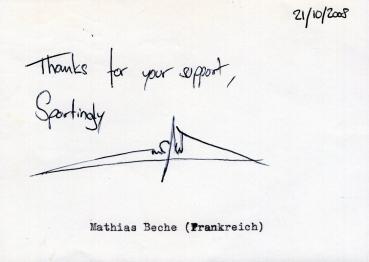 21/10/2008
Thanks for your support,
Sportingly
Mathias Beche (Frankreich)